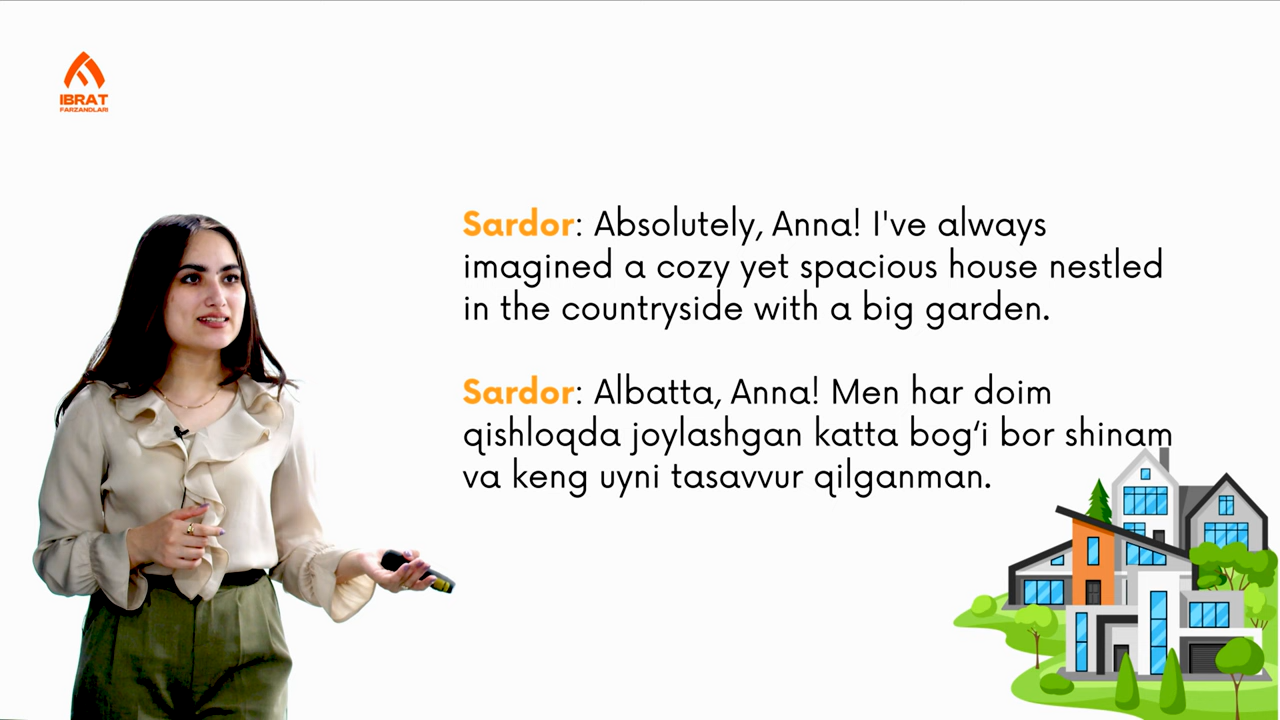 IBRAT
FARZANDLARI
Sardor: Absolutely, Anna! I've always
imagined a cozy yet spacious house nestled
in the countryside with a big garden.
Sardor: Albatta, Anna! Men har doim
qishloqda joylashgan katta bog‘i bor shinam
va keng uyni tasavvur qilganman.